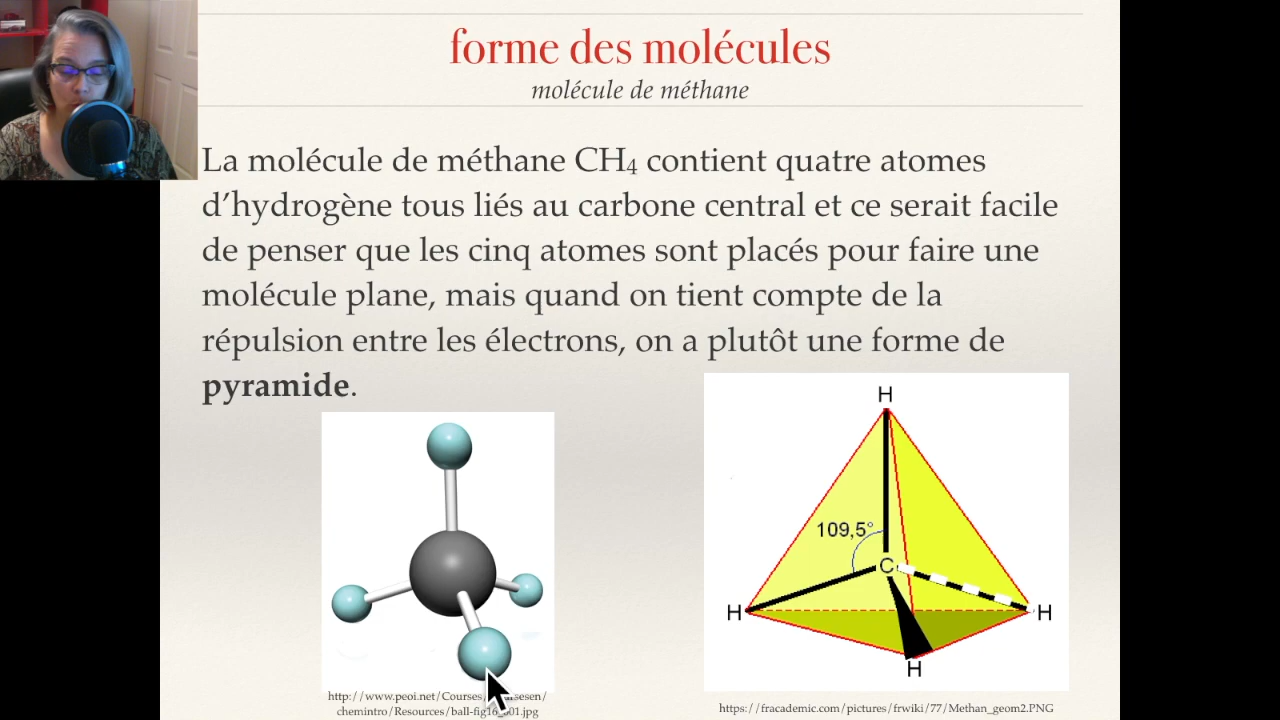 forme des molécules
molécule de méthane
La molécule de méthane CH₄ contient quatre atomes
d’hydrogène tous liés au carbone central et ce serait facile
de penser que les cinq atomes sont placés pour faire une
molécule plane, mais quand on tient compte de la
répulsion entre les électrons, on a plutôt une forme de
pyramide.
H
109,5°
C
H
H
H
http://www.peoi.net/Courses/
chemintro/Resources/ball-fig16
https://fracademic.com/pictures/frwiki/77/Methan_geom2.PNG